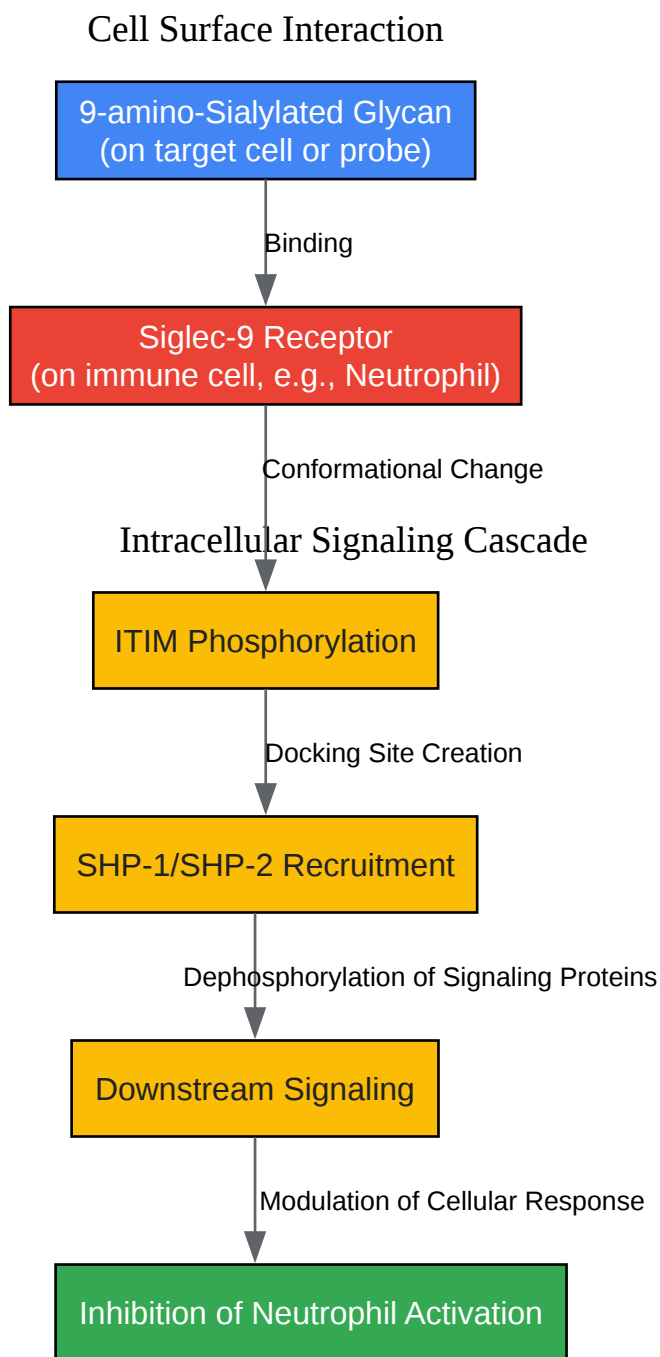 Cell Surface Interaction
9-amino-Sialylated Glycan
(on target cell or probe)
Binding
Siglec-9 Receptor
(on immune cell, e.g., Neutrophil)
Conformational Change
Intracellular Signaling Cascade
ITIM Phosphorylation
Docking Site Creation
SHP-1/SHP-2 Recruitment
Dephosphorylation of Signaling Proteins
Downstream Signaling
Modulation of Cellular Response
Inhibition of Neutrophil Activation